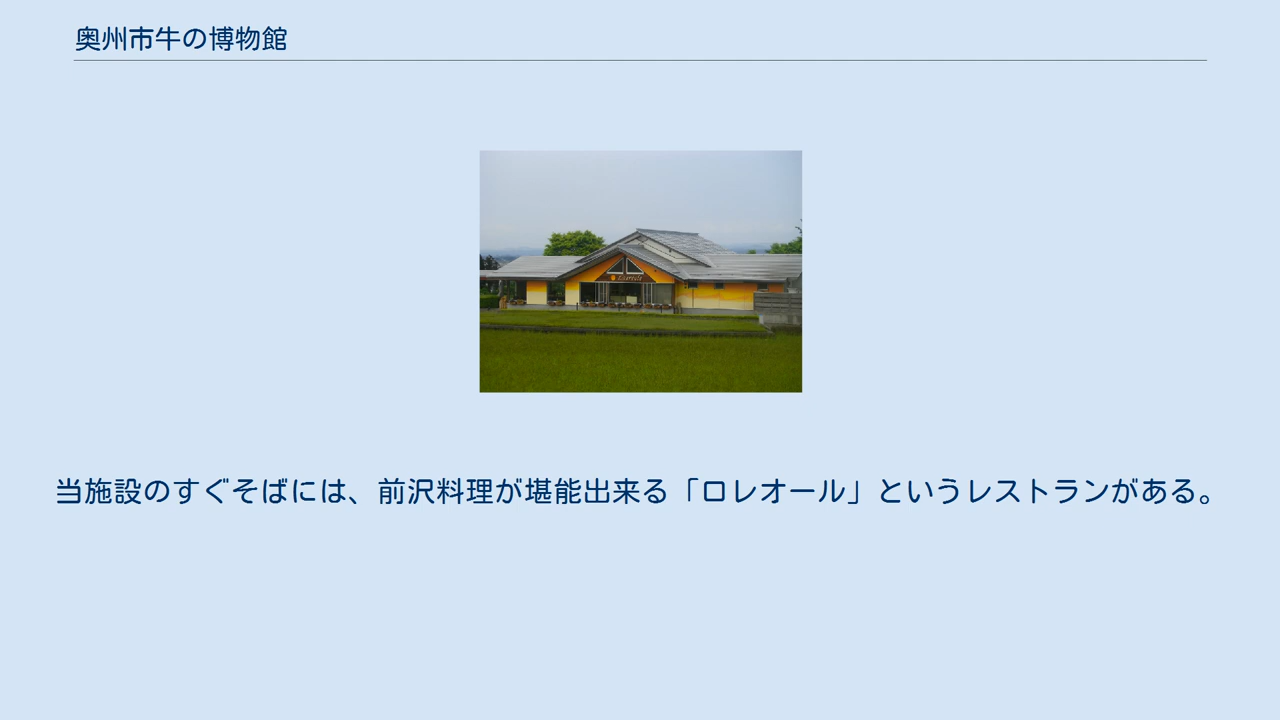 奥州市牛の博物館
当施設のすぐそばには、前沢料理が堪能出来る「ロレオール」というレストランがある。